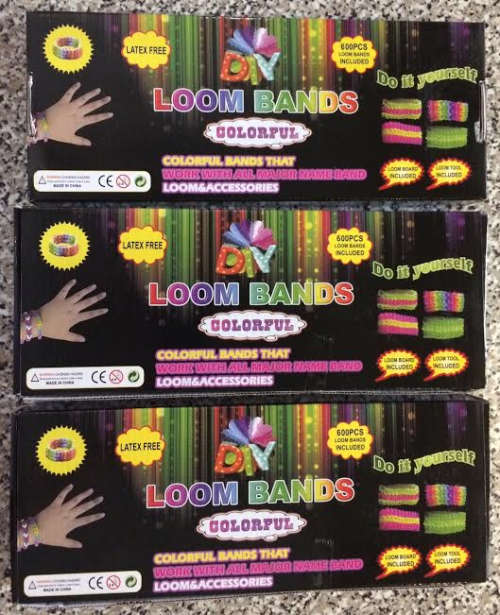 LATEX FREE
DIY
600PCS
LOOM BANDS
INCLUDED
Do it yourself
LOOM BANDS
COLORFUL
COLORFUL BANDS THAT
WORK WITH ALL MAJOR NAME BAND
LOOM&ACCESSORIES
LOOM BOARD
INCLUDED
LOOM TOOL
INCLUDED
MADE IN CHINA
CE
LATEX FREE
DIY
600PCS
LOOM BANDS
INCLUDED
Do it yourself
LOOM BANDS
COLORFUL
COLORFUL BANDS THAT
WORK WITH ALL MAJOR NAME BAND
LOOM&ACCESSORIES
LOOM BOARD
INCLUDED
LOOM TOOL
INCLUDED
MADE IN CHINA
CE
LATEX FREE
DIY
600PCS
LOOM BANDS
INCLUDED
Do it yourself
LOOM BANDS
COLORFUL
COLORFUL BANDS THAT
WORK WITH ALL MAJOR NAME BAND
LOOM&ACCESSORIES
LOOM BOARD
INCLUDED
LOOM TOOL
INCLUDED
MADE IN CHINA
CE